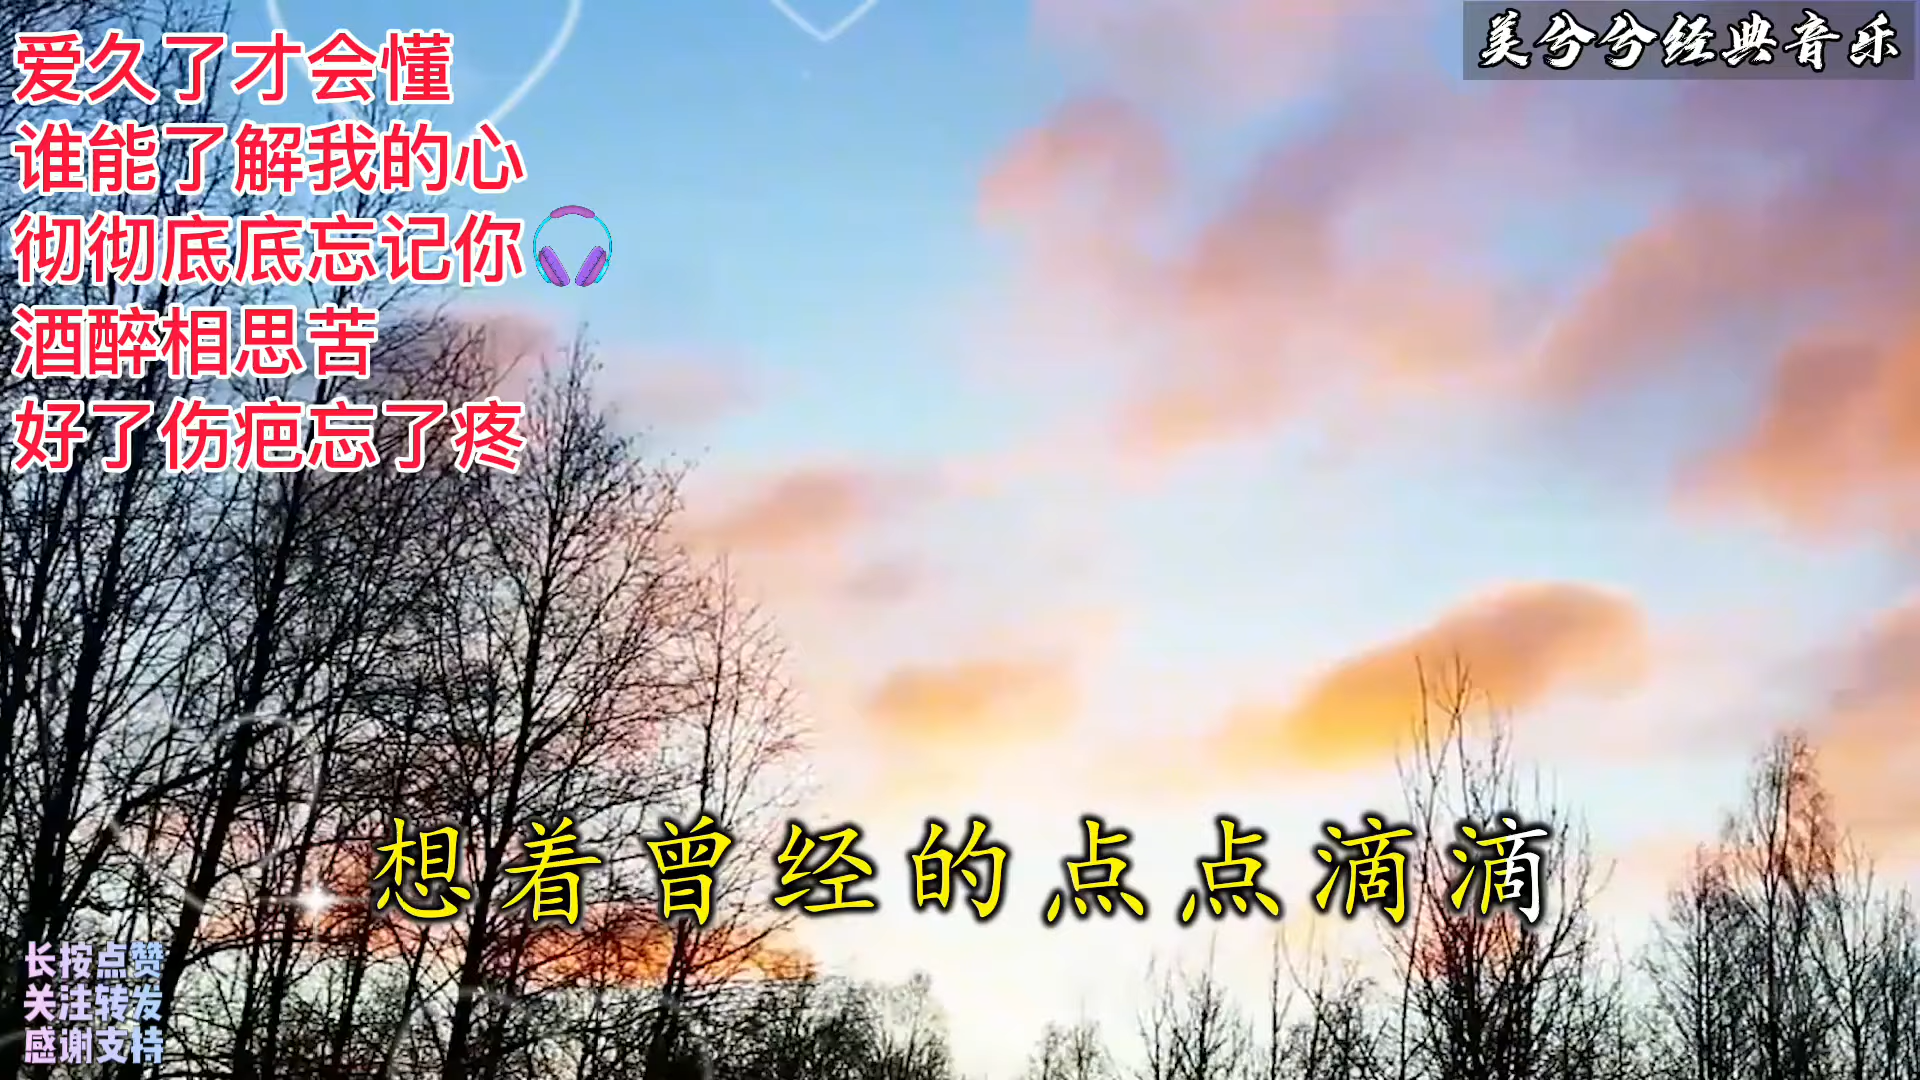 爱久了才会懂
谁能了解我的心
彻彻底底忘记你
酒醉相思苦
好了伤疤忘了疼
美兮兮经典音乐
想着曾经的点点滴滴
长按点赞
关注转发
感谢支持